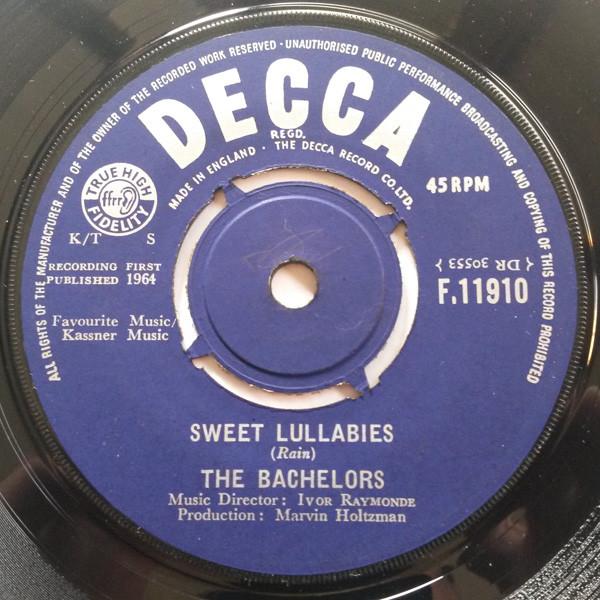 ALL RIGHTS OF THE MANUFACTURER AND OF THE OWNER OF THE RECORDED WORK RESERVED · UNAUTHORISED PUBLIC PERFORMANCE BROADCASTING AND COPYING OF THIS RECORD PROHIBITED
DECCA
REGD.
MADE IN ENGLAND · THE DECCA RECORD CO. LTD.
TRUE HIGH
ffrr
FIDELITY
45 RPM
K/T S
RECORDING FIRST
PUBLISHED 1964
{ DR 30553 }
F.11910
Favourite Music/
Kassner Music
SWEET LULLABIES
(Rain)
THE BACHELORS
Music Director: IVOR RAYMONDE
Production: Marvin Holtzman